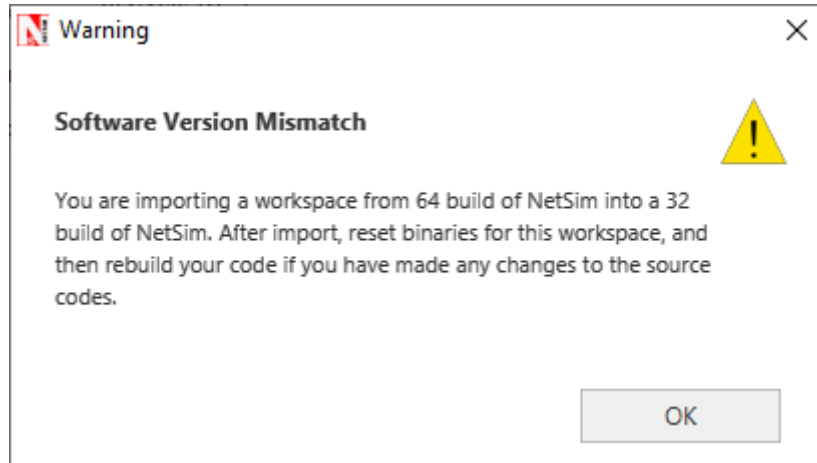 Warning
Software Version Mismatch
You are importing a workspace from 64 build of NetSim into a 32
build of NetSim. After import, reset binaries for this workspace, and
then rebuild your code if you have made any changes to the source
codes.
OK